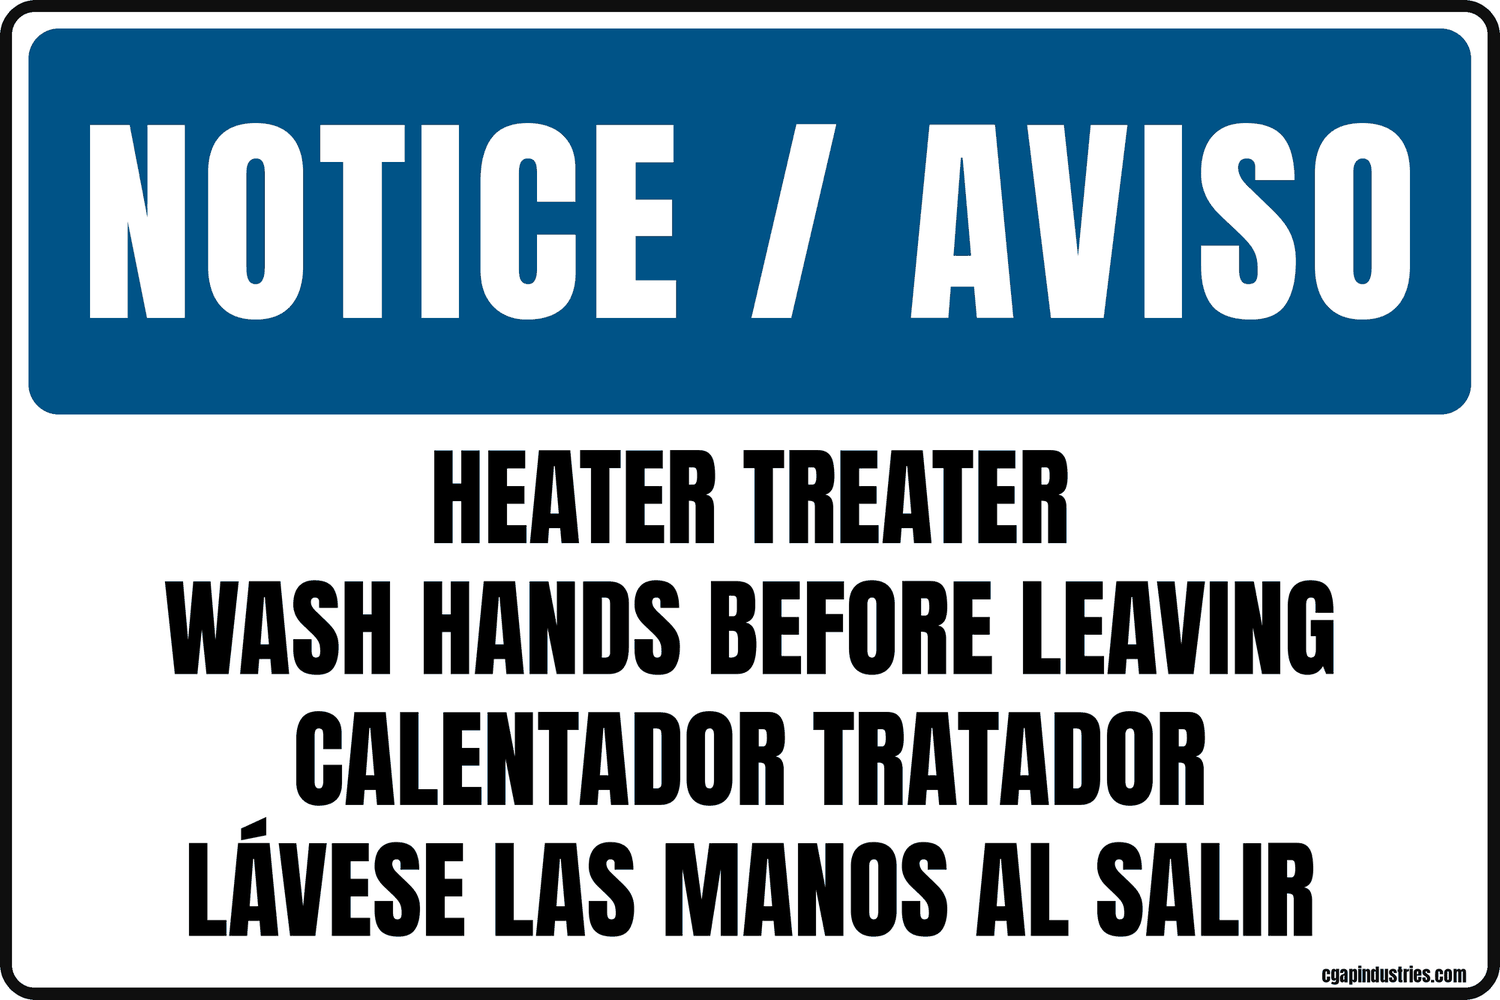 NOTICE / AVISO
HEATER TREATER
WASH HANDS BEFORE LEAVING
CALENTADOR TRATADOR
LÁVESE LAS MANOS AL SALIR
cgapindustries.com